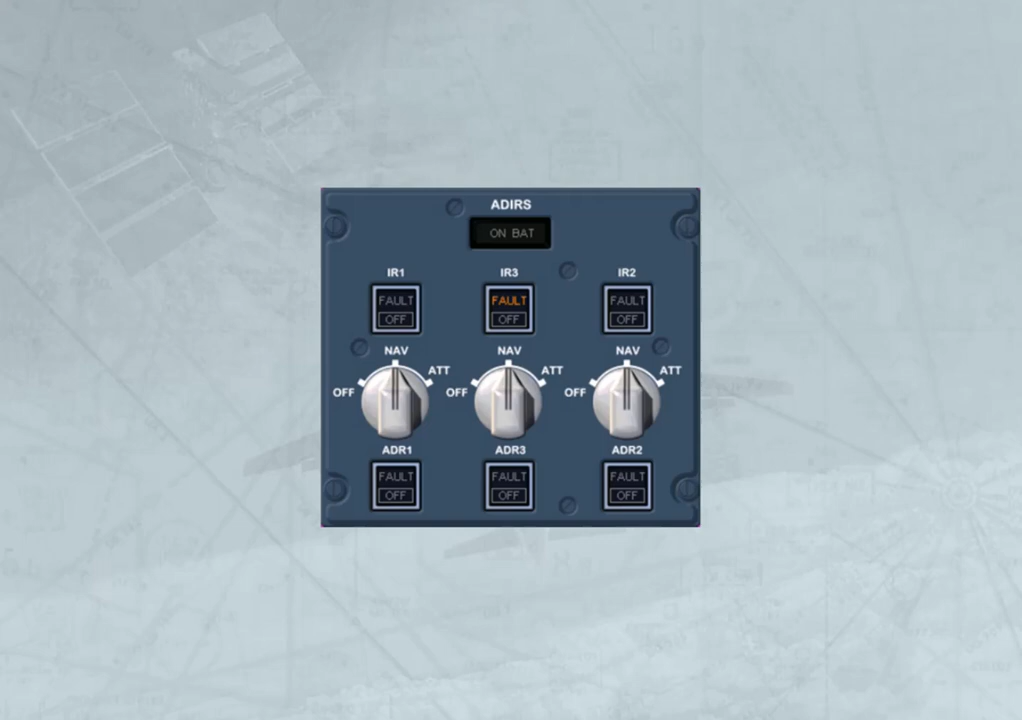 ADIRS
ON BAT
IR1 IR3 IR2
FAULT FAULT FAULT
OFF OFF OFF
NAV NAV NAV
ATT ATT ATT
OFF OFF OFF
ADR1 ADR3 ADR2
FAULT FAULT FAULT
OFF OFF OFF